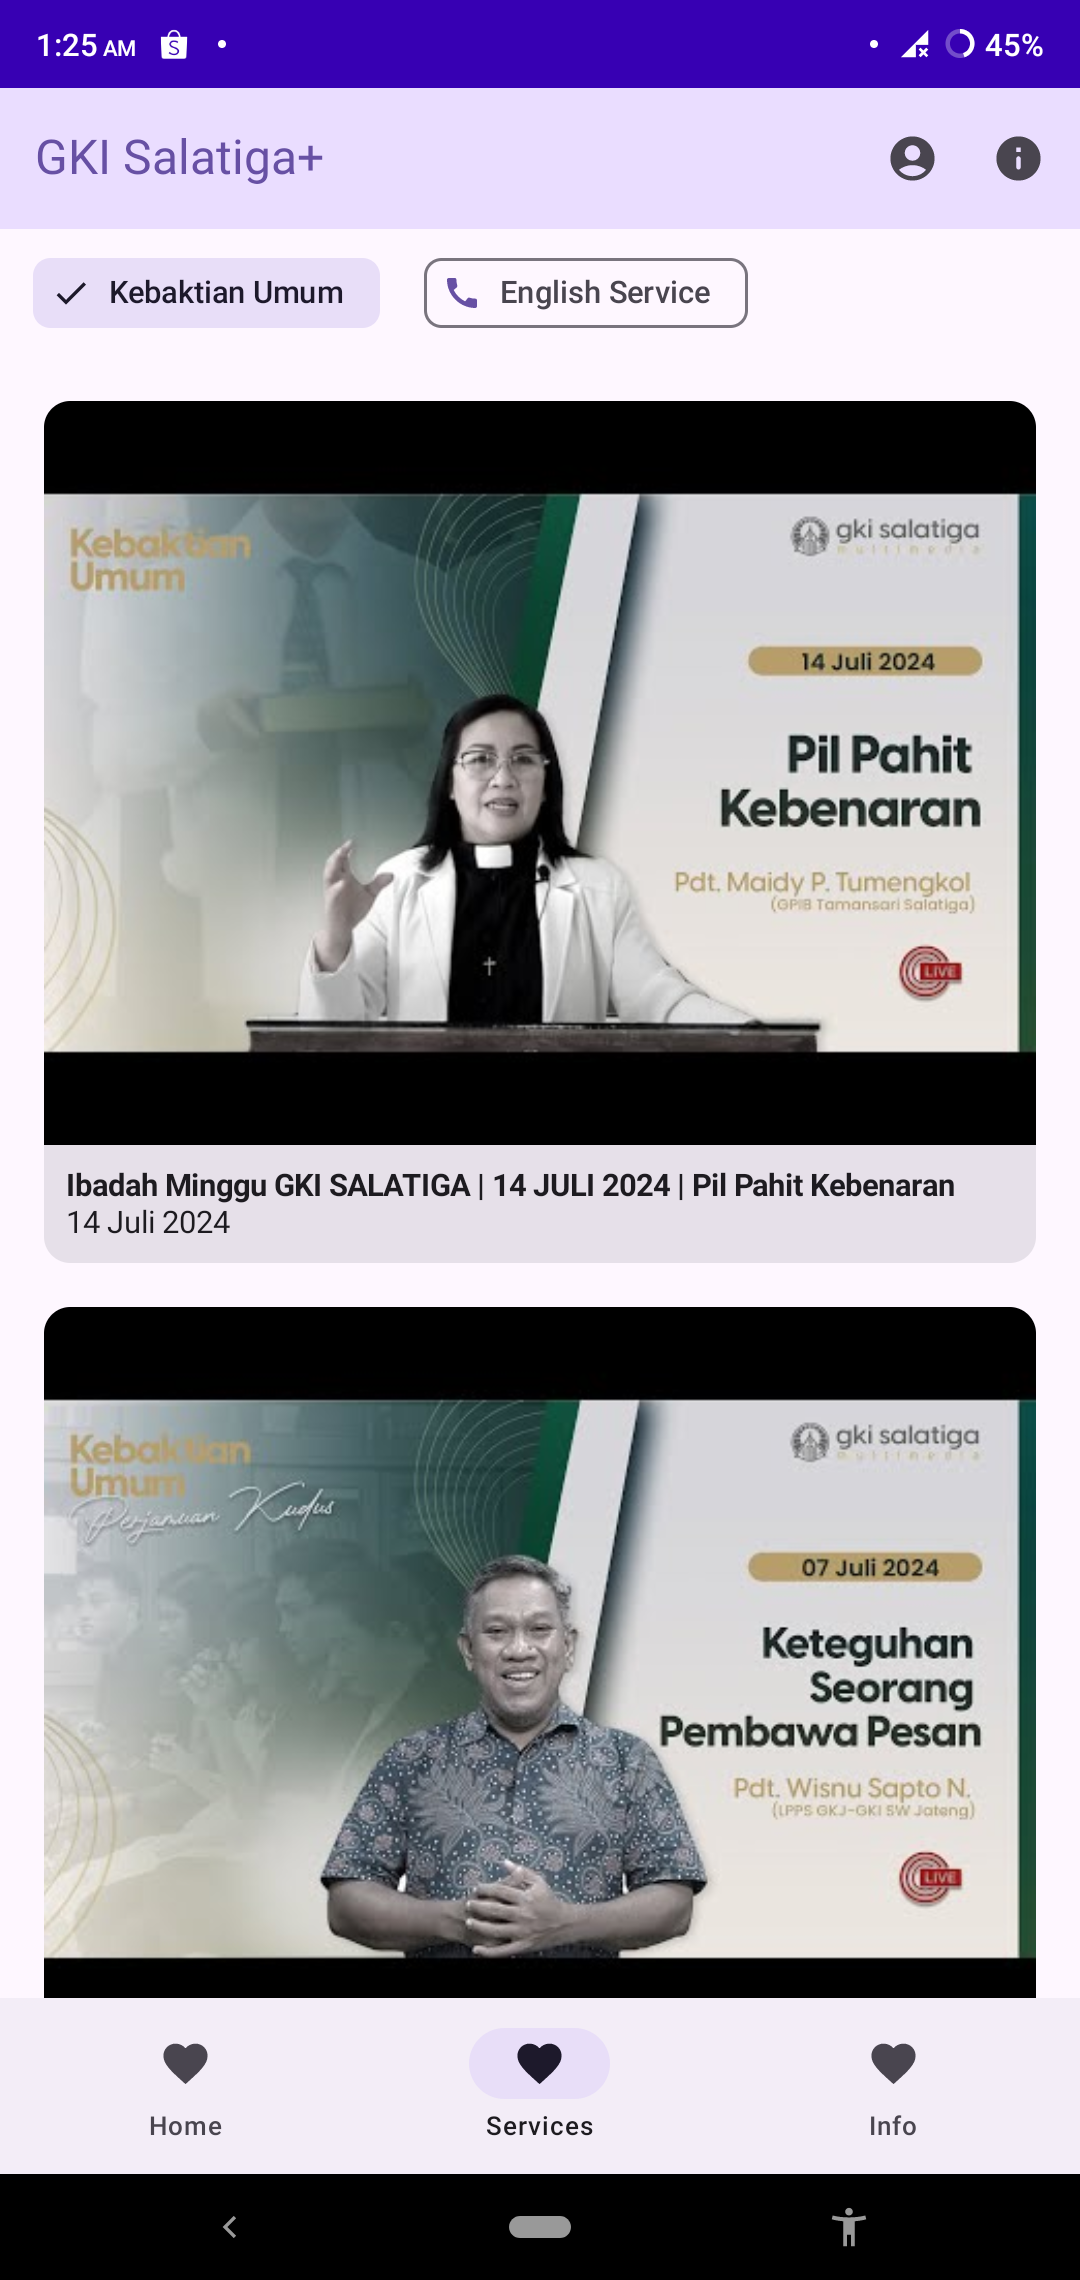 1:25 AM
45%
GKI Salatiga+
Kebaktian Umum
English Service
Kebaktian
Umum
gki salatiga
multimedia
14 Juli 2024
Pil Pahit
Kebenaran
Pdt. Maidy P. Tumengkol
(GPIB Tamansari Salatiga)
LIVE
Ibadah Minggu GKI SALATIGA | 14 JULI 2024 | Pil Pahit Kebenaran
14 Juli 2024
Kebaktian
Umum
Perjamuan Kudus
gki salatiga
multimedia
07 Juli 2024
Keteguhan
Seorang
Pembawa Pesan
Pdt. Wisnu Sapto N.
(LPPS GKJ-GKI SW Jateng)
LIVE
Home
Services
Info